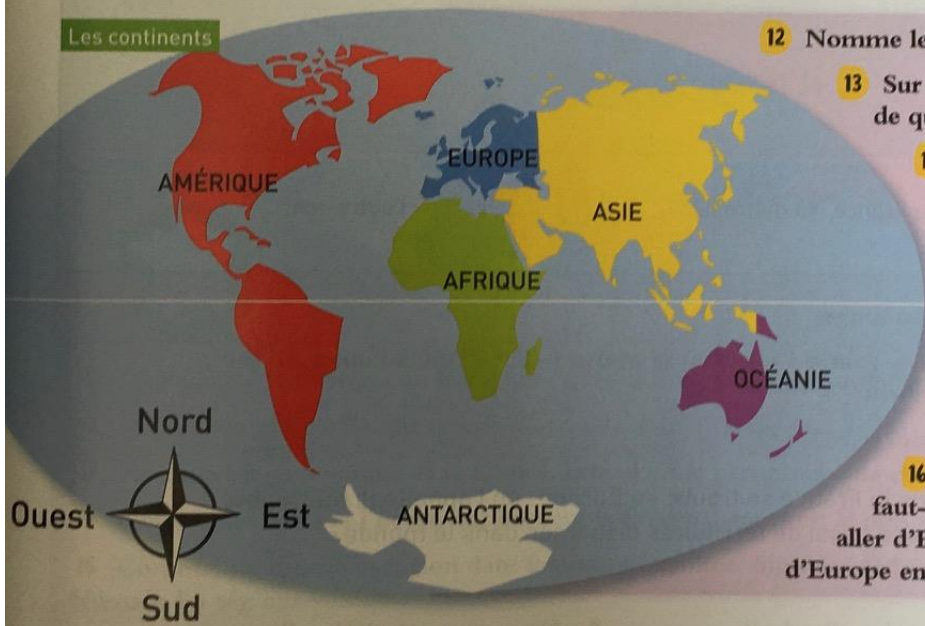 Les continents
12 Nomme le
13 Sur
de
AMÉRIQUE
EUROPE
ASIE
AFRIQUE
OCÉANIE
Nord
Ouest
Est
Sud
ANTARCTIQUE
16
faut-
aller d'E
d'Europe en